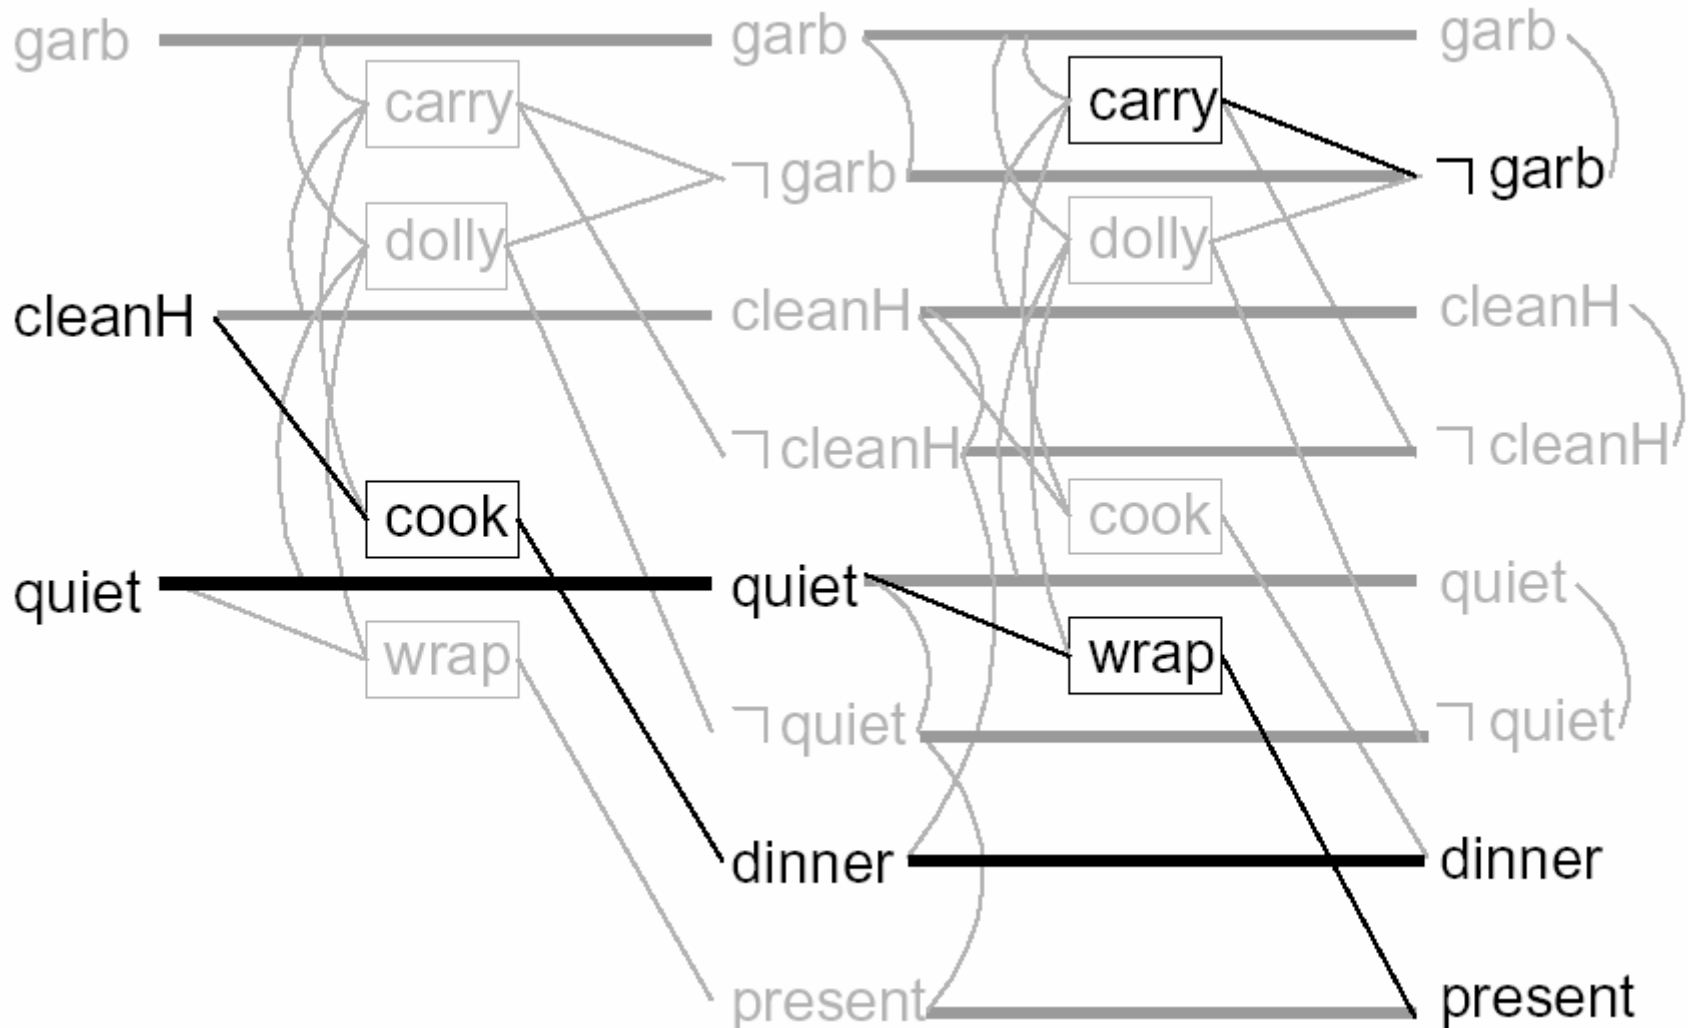 garb garb garb
carry carry
¬ garb ¬ garb
dolly dolly
cleanH cleanH cleanH
¬ cleanH ¬ cleanH
cook cook
quiet quiet quiet
wrap wrap
¬ quiet ¬ quiet
dinner dinner
present present